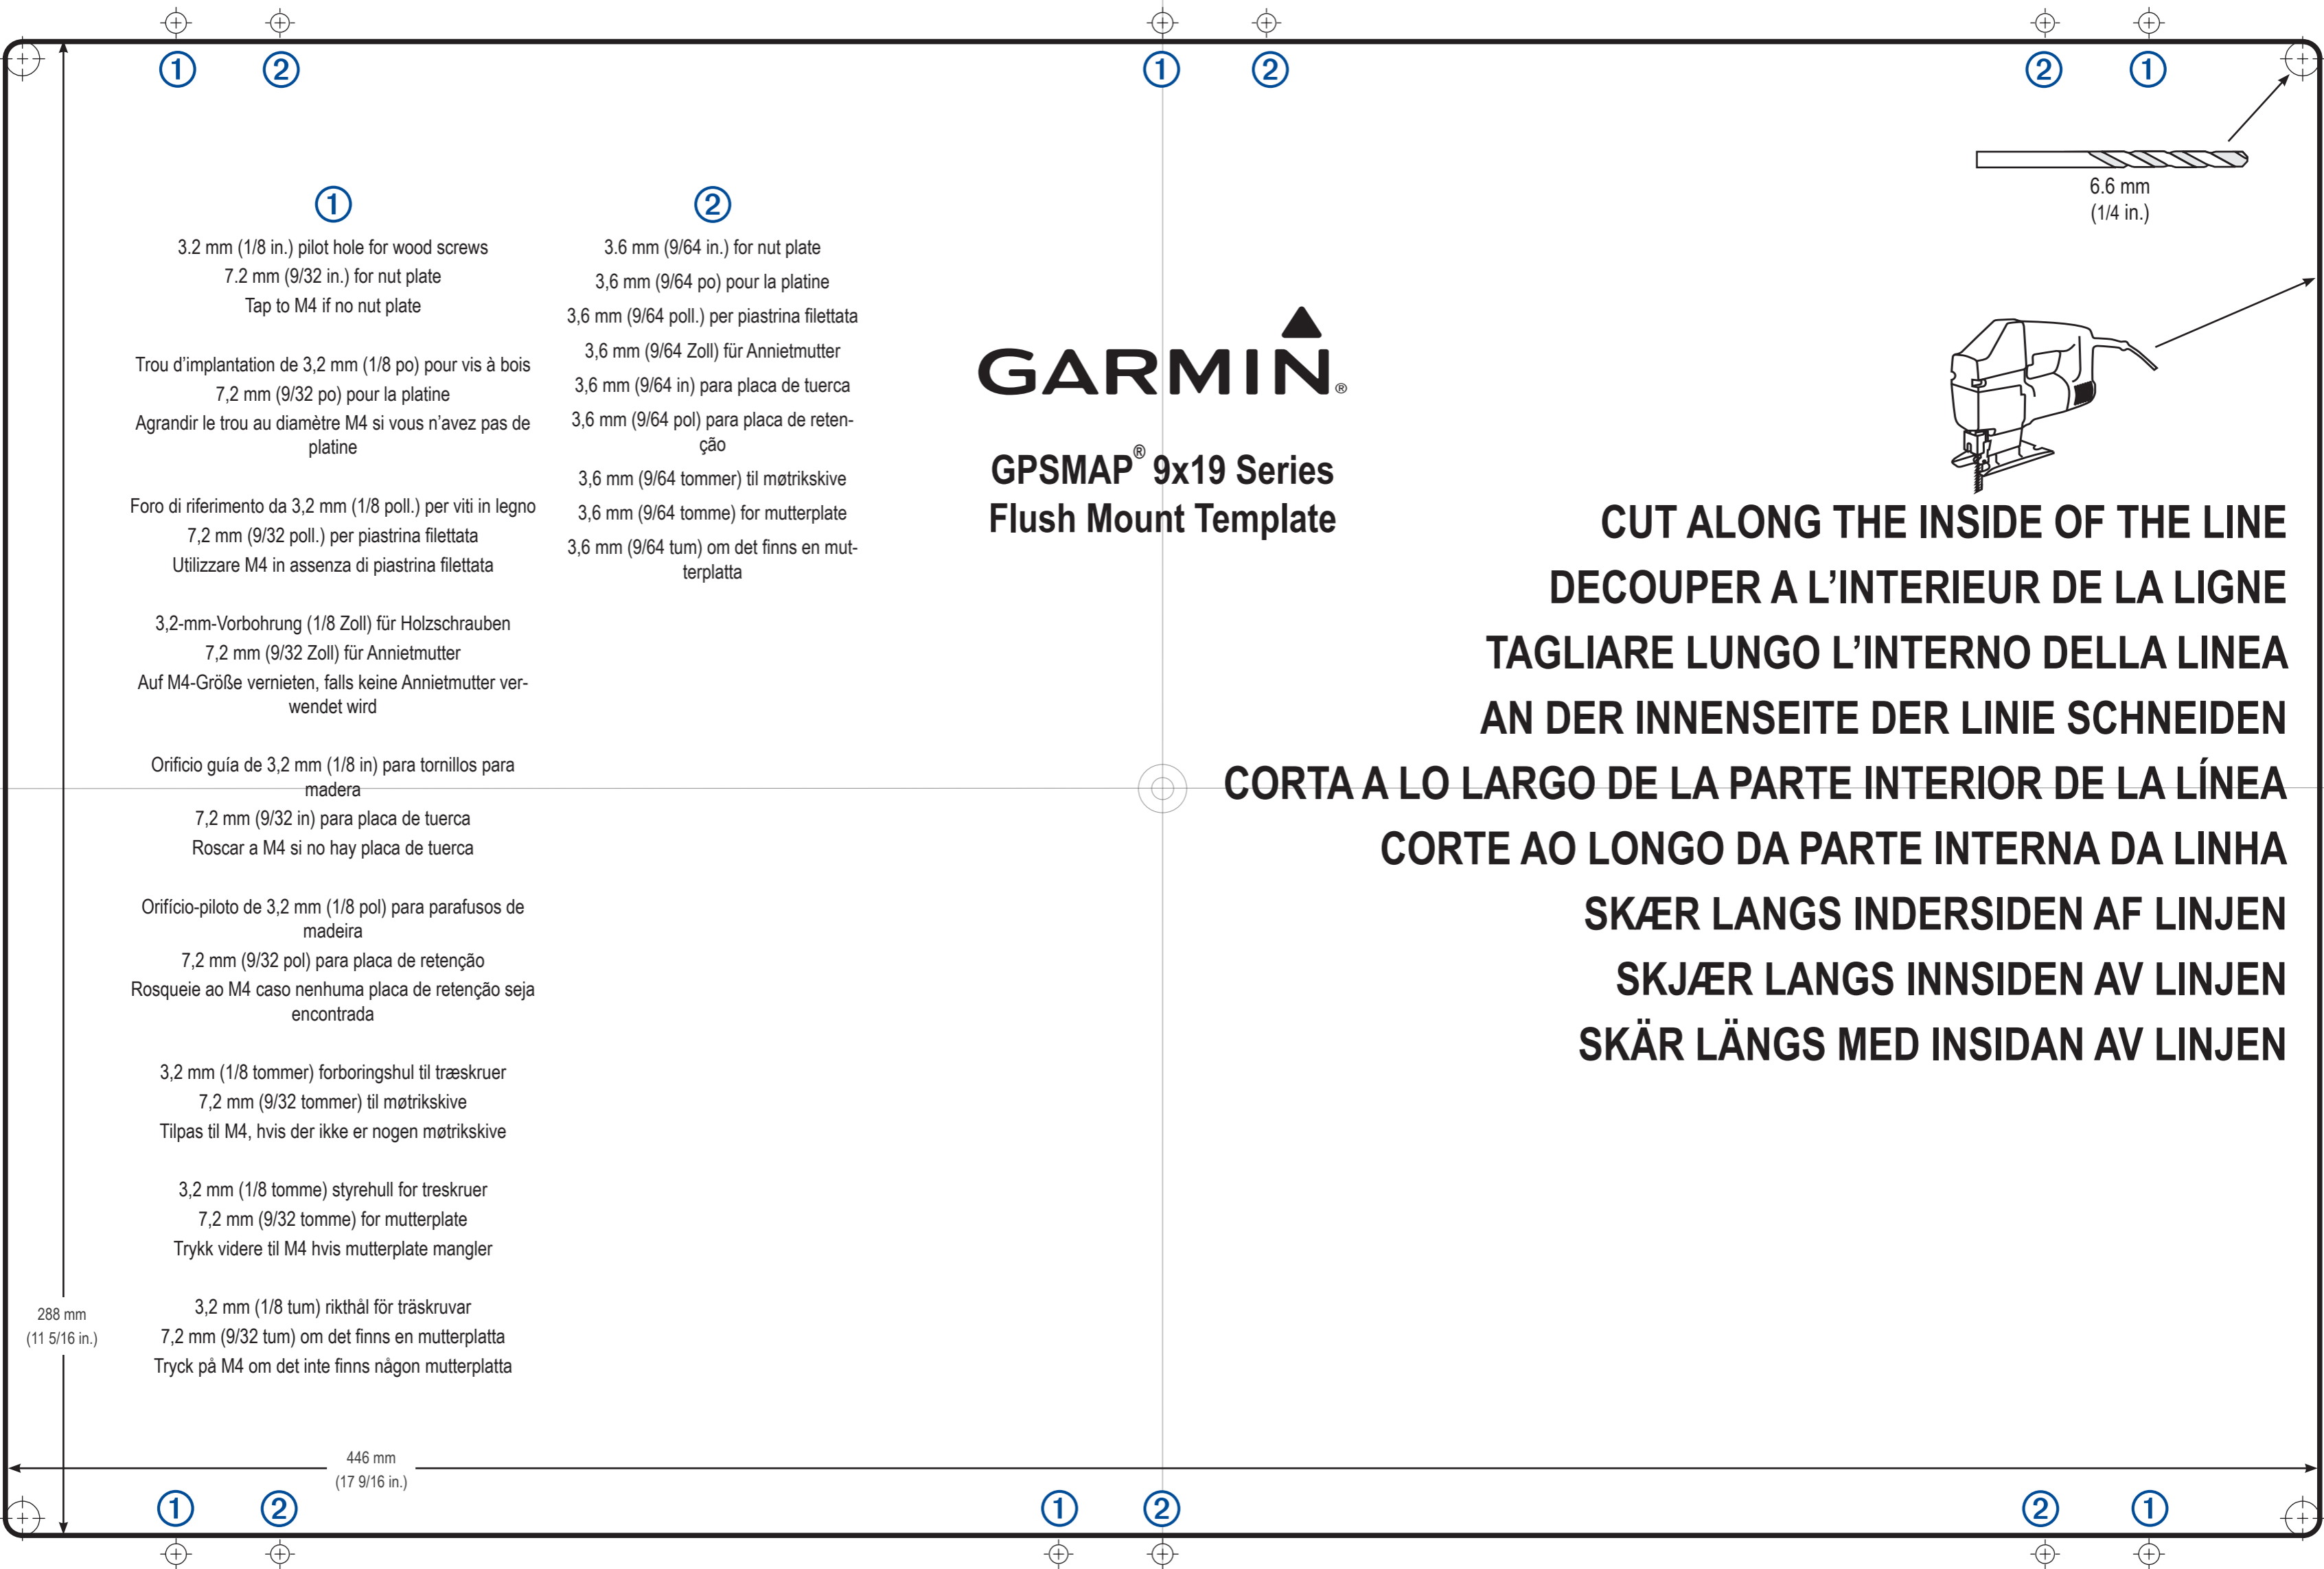 ① ② ① ② ② ①
6.6 mm
(1/4 in.)
①
3.2 mm (1/8 in.) pilot hole for wood screws
7.2 mm (9/32 in.) for nut plate
Tap to M4 if no nut plate
Trou d’implantation de 3,2 mm (1/8 po) pour vis à bois
7,2 mm (9/32 po) pour la platine
Agrandir le trou au diamètre M4 si vous n’avez pas de
platine
Foro di riferimento da 3,2 mm (1/8 poll.) per viti in legno
7,2 mm (9/32 poll.) per piastrina filettata
Utilizzare M4 in assenza di piastrina filettata
3,2-mm-Vorbohrung (1/8 Zoll) für Holzschrauben
7,2 mm (9/32 Zoll) für Annietmutter
Auf M4-Größe vernieten, falls keine Annietmutter ver-
wendet wird
Orificio guía de 3,2 mm (1/8 in) para tornillos para
madera
7,2 mm (9/32 in) para placa de tuerca
Roscar a M4 si no hay placa de tuerca
Orifício-piloto de 3,2 mm (1/8 pol) para parafusos de
madeira
7,2 mm (9/32 pol) para placa de retenção
Rosqueie ao M4 caso nenhuma placa de retenção seja
encontrada
3,2 mm (1/8 tommer) forboringshul til træskruer
7,2 mm (9/32 tommer) til møtrikskive
Tilpas til M4, hvis der ikke er nogen møtrikskive
3,2 mm (1/8 tomme) styrehull for treskruer
7,2 mm (9/32 tomme) for mutterplate
Trykk videre til M4 hvis mutterplate mangler
3,2 mm (1/8 tum) rikthål för träskruvar
7,2 mm (9/32 tum) om det finns en mutterplatta
Tryck på M4 om det inte finns någon mutterplatta
②
3.6 mm (9/64 in.) for nut plate
3,6 mm (9/64 po) pour la platine
3,6 mm (9/64 poll.) per piastrina filettata
3,6 mm (9/64 Zoll) für Annietmutter
3,6 mm (9/64 in) para placa de tuerca
3,6 mm (9/64 pol) para placa de reten-
ção
3,6 mm (9/64 tommer) til møtrikskive
3,6 mm (9/64 tomme) for mutterplate
3,6 mm (9/64 tum) om det finns en mut-
terplatta
GARMIN®
GPSMAP® 9x19 Series
Flush Mount Template
CUT ALONG THE INSIDE OF THE LINE
DECOUPER A L’INTERIEUR DE LA LIGNE
TAGLIARE LUNGO L’INTERNO DELLA LINEA
AN DER INNENSEITE DER LINIE SCHNEIDEN
CORTA A LO LARGO DE LA PARTE INTERIOR DE LA LÍNEA
CORTE AO LONGO DA PARTE INTERNA DA LINHA
SKÆR LANGS INDERSIDEN AF LINJEN
SKJÆR LANGS INNSIDEN AV LINJEN
SKÄR LÄNGS MED INSIDAN AV LINJEN
288 mm
(11 5/16 in.)
446 mm
(17 9/16 in.)
① ② ① ② ② ①